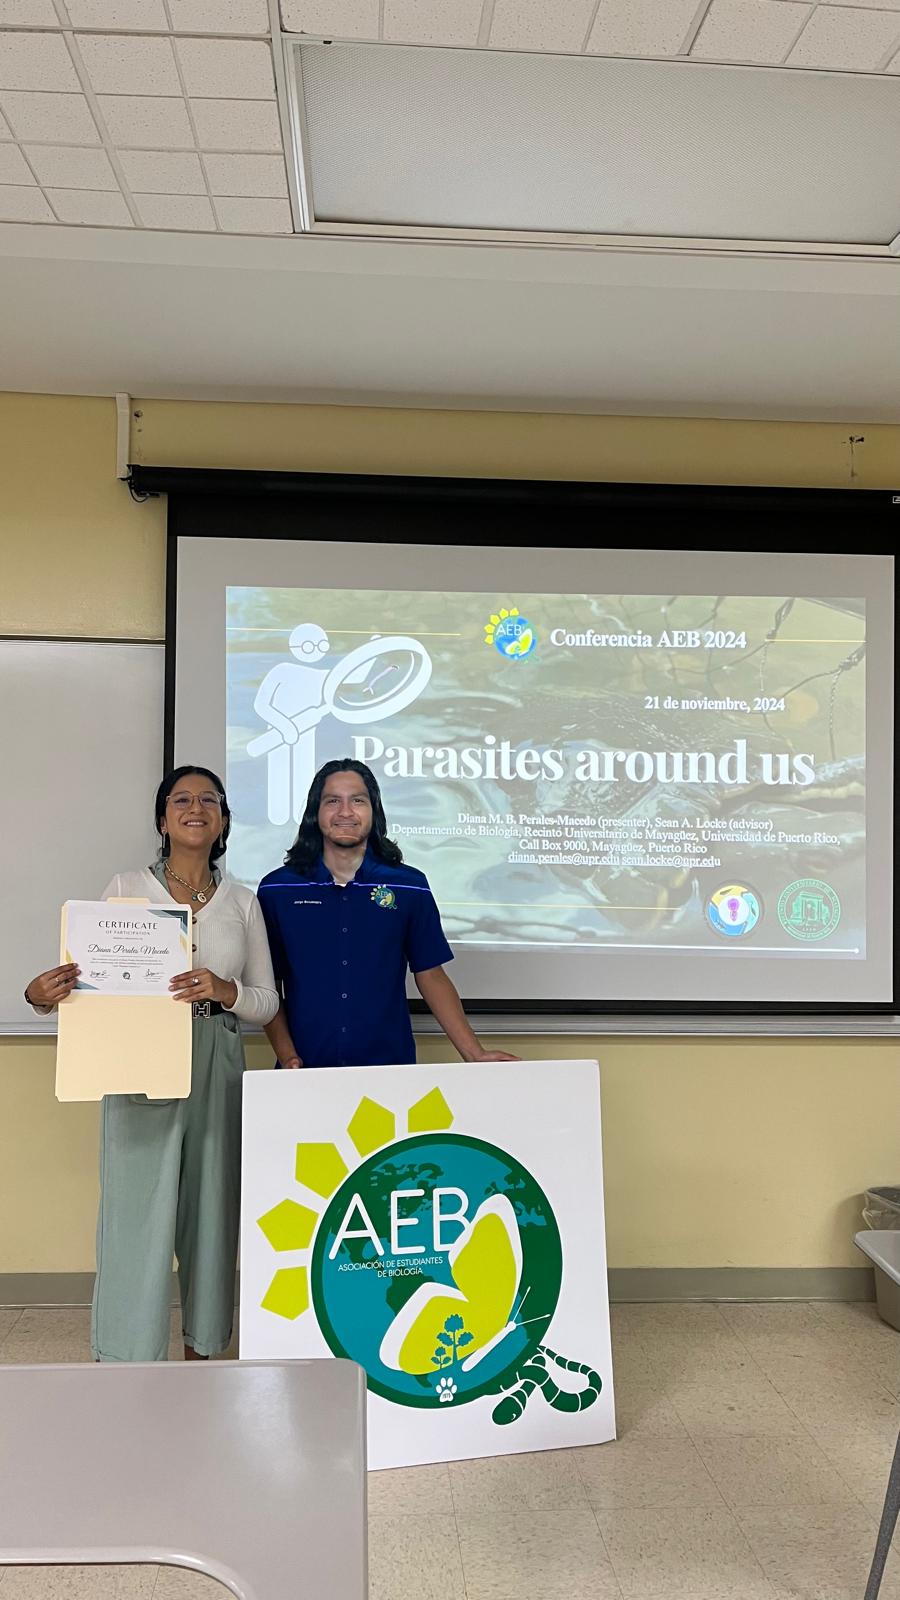 AEB
Conferencia AEB 2024
21 de noviembre, 2024
Parasites around us
Diana M. B. Perales-Macedo (presenter), Sean A. Locke (advisor)
Departamento de Biología, Recinto Universitario de Mayagüez, Universidad de Puerto Rico,
Call Box 9000, Mayagüez, Puerto Rico
diana.perales@upr.edu sean.locke@upr.edu
AEB
CERTIFICATE
OF PARTICIPATION
Diana Perales Macedo
AEB
ASOCIACIÓN DE ESTUDIANTES
DE BIOLOGÍA